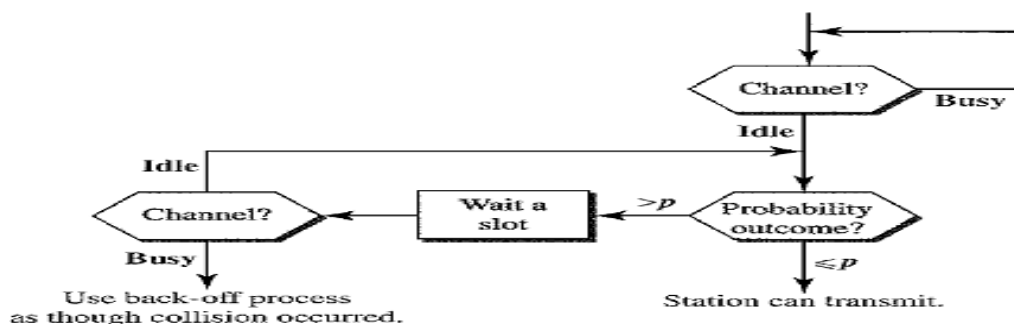 Channel?
Busy
Idle
Idle
Channel?
Wait a
slot
>p
Probability
outcome?
Busy
≤p
Use back-off process
as though collision occurred.
Station can transmit.